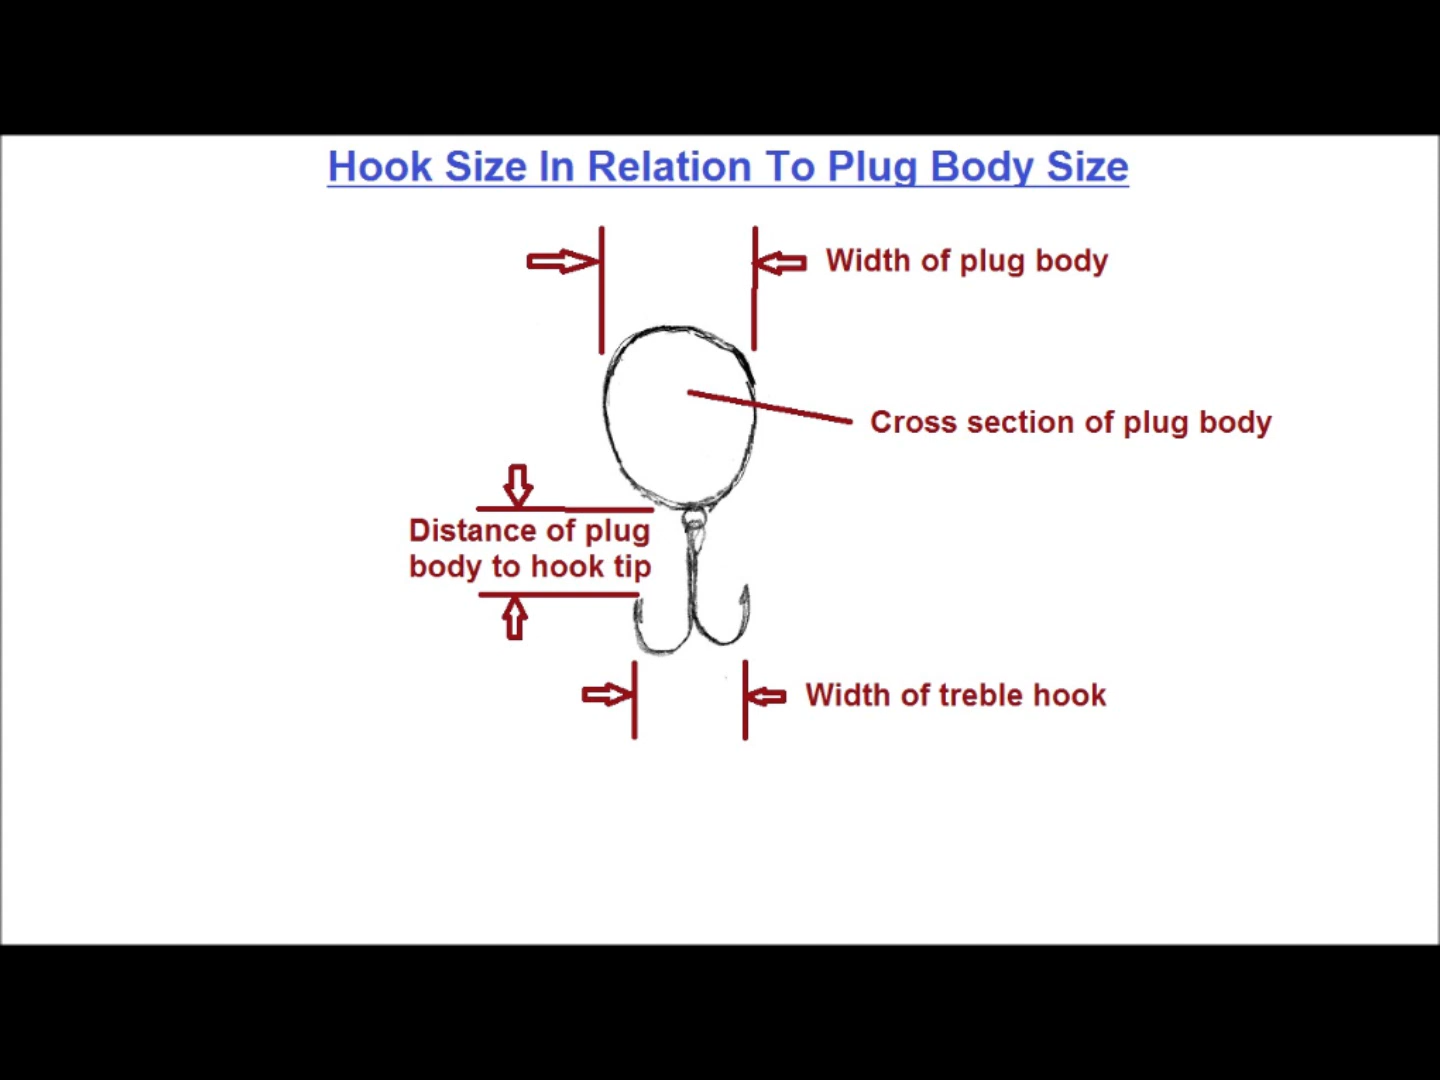 Hook Size In Relation To Plug Body Size
Width of plug body
Cross section of plug body
Distance of plug
body to hook tip
Width of treble hook